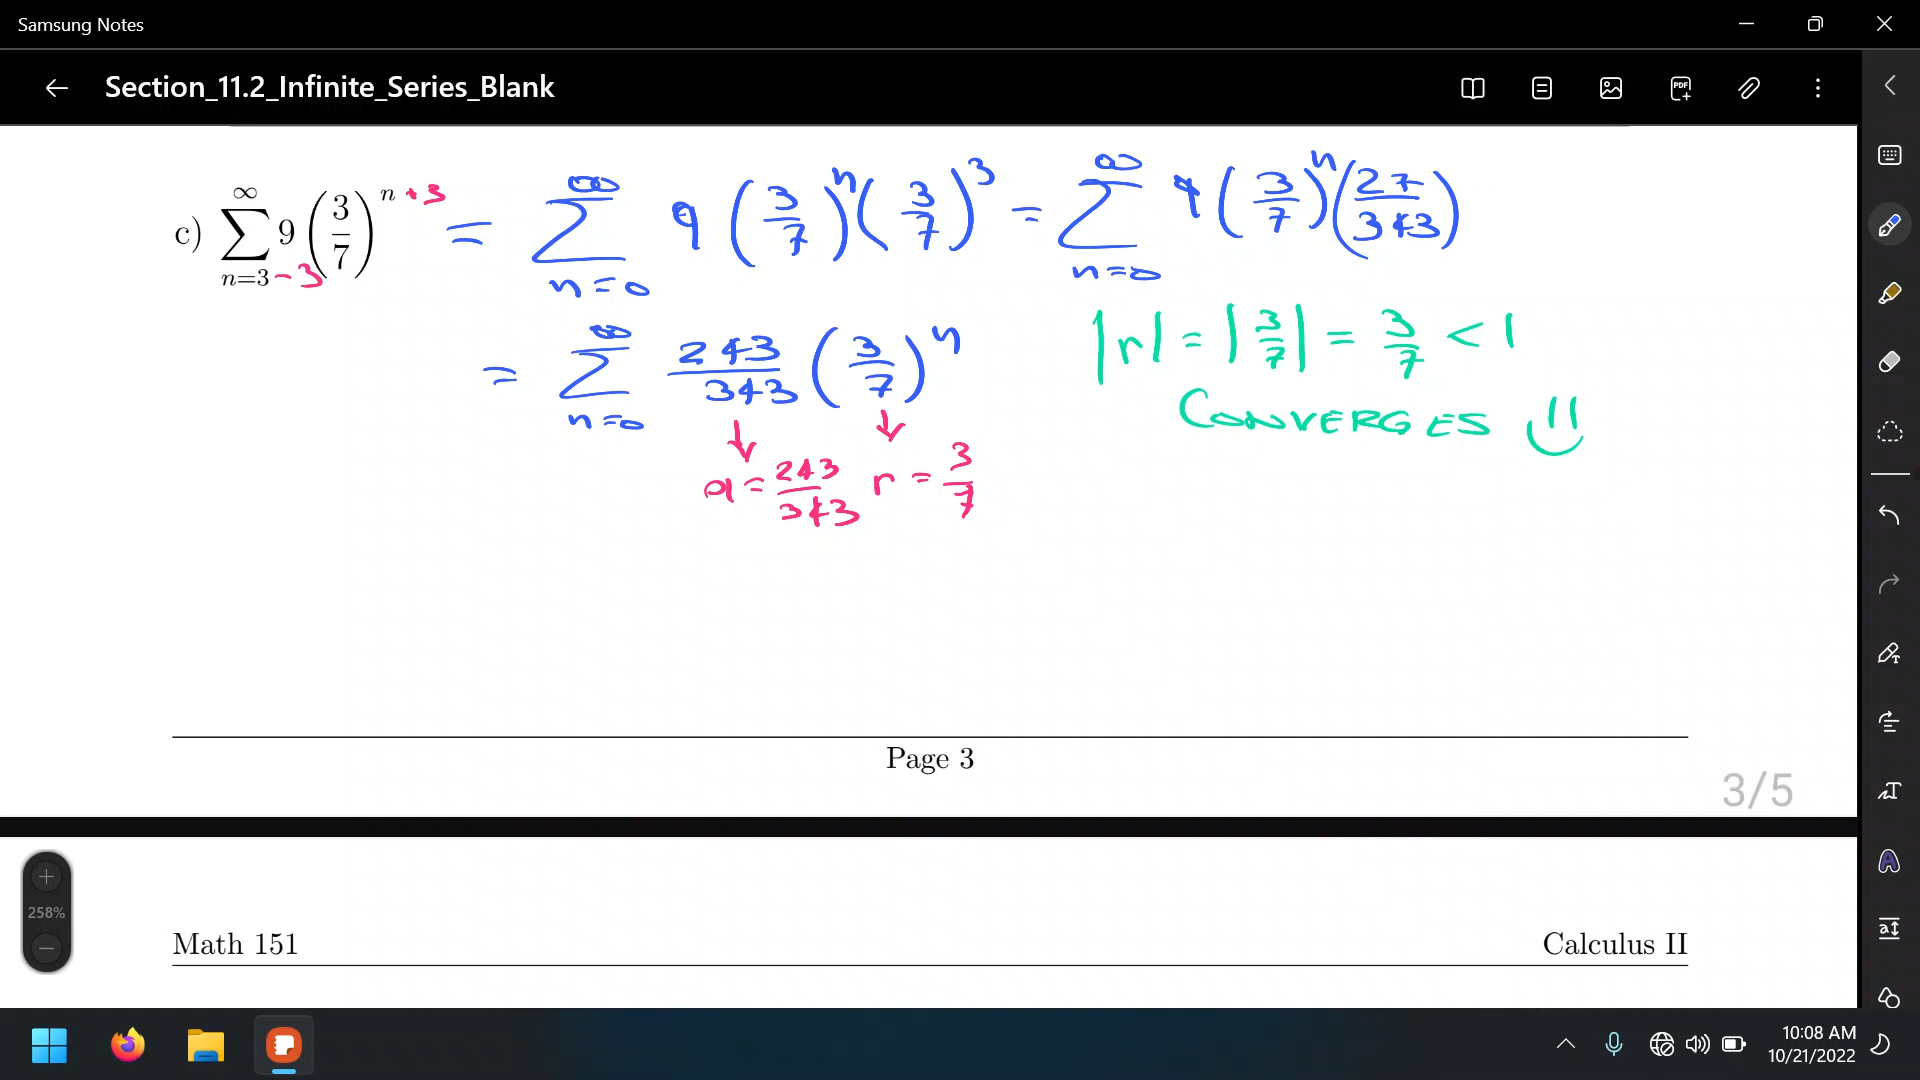 Samsung Notes
Section_11.2_Infinite_Series_Blank
c) ∑_{n=3-3}^{∞} 9 (3/7)^{n+3} = ∑_{n=0}^{∞} 9 (3/7)^n (3/7)^3 = ∑_{n=0}^{∞} 9 (3/7)^n (27/343)
= ∑_{n=0}^{∞} 243/343 (3/7)^n
|r| = |3/7| = 3/7 < 1
CONVERGES
a = 243/343 r = 3/7
Page 3
3/5
258%
Math 151 Calculus II
10:08 AM
10/21/2022